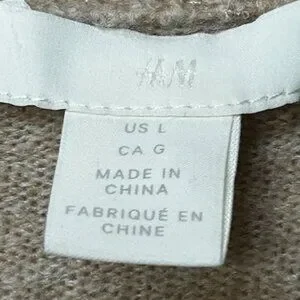 H&M
US L
CA G
MADE IN
CHINA
FABRIQUÉ EN
CHINE